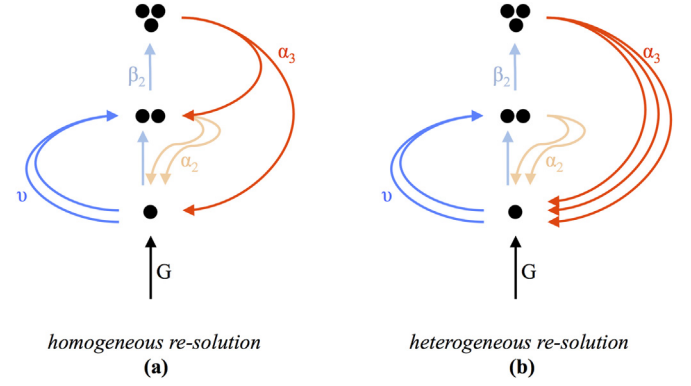 α₃
β₂
α₂
υ
G
homogeneous re-solution
(a)
α₃
β₂
α₂
υ
G
heterogeneous re-solution
(b)